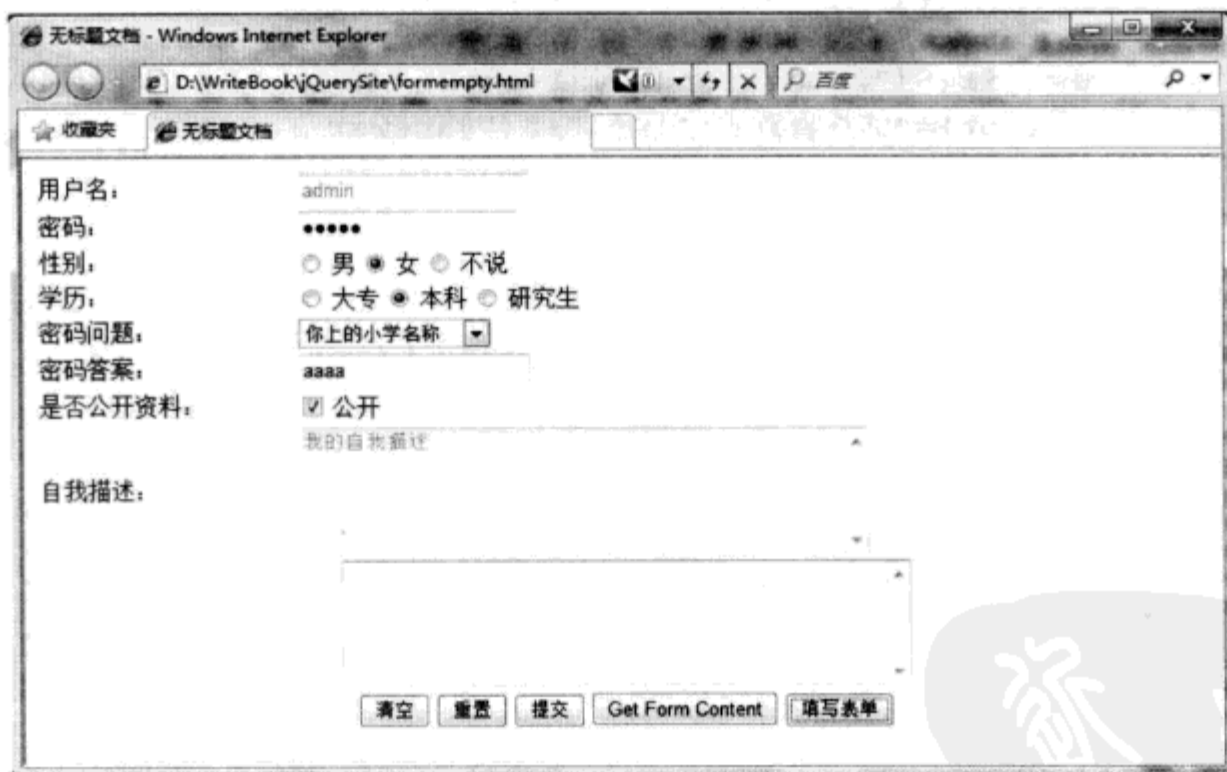 无标题文档 - Windows Internet Explorer
D:\WriteBook\jQuerySite\formempty.html
百度
收藏夹 无标题文档
用户名： admin
密码： ●●●●●
性别： 男 女 不说
学历： 大专 本科 研究生
密码问题： 你上的小学名称
密码答案： aaaa
是否公开资料： 公开
我的自我描述
自我描述：
清空 重置 提交 Get Form Content 填写表单